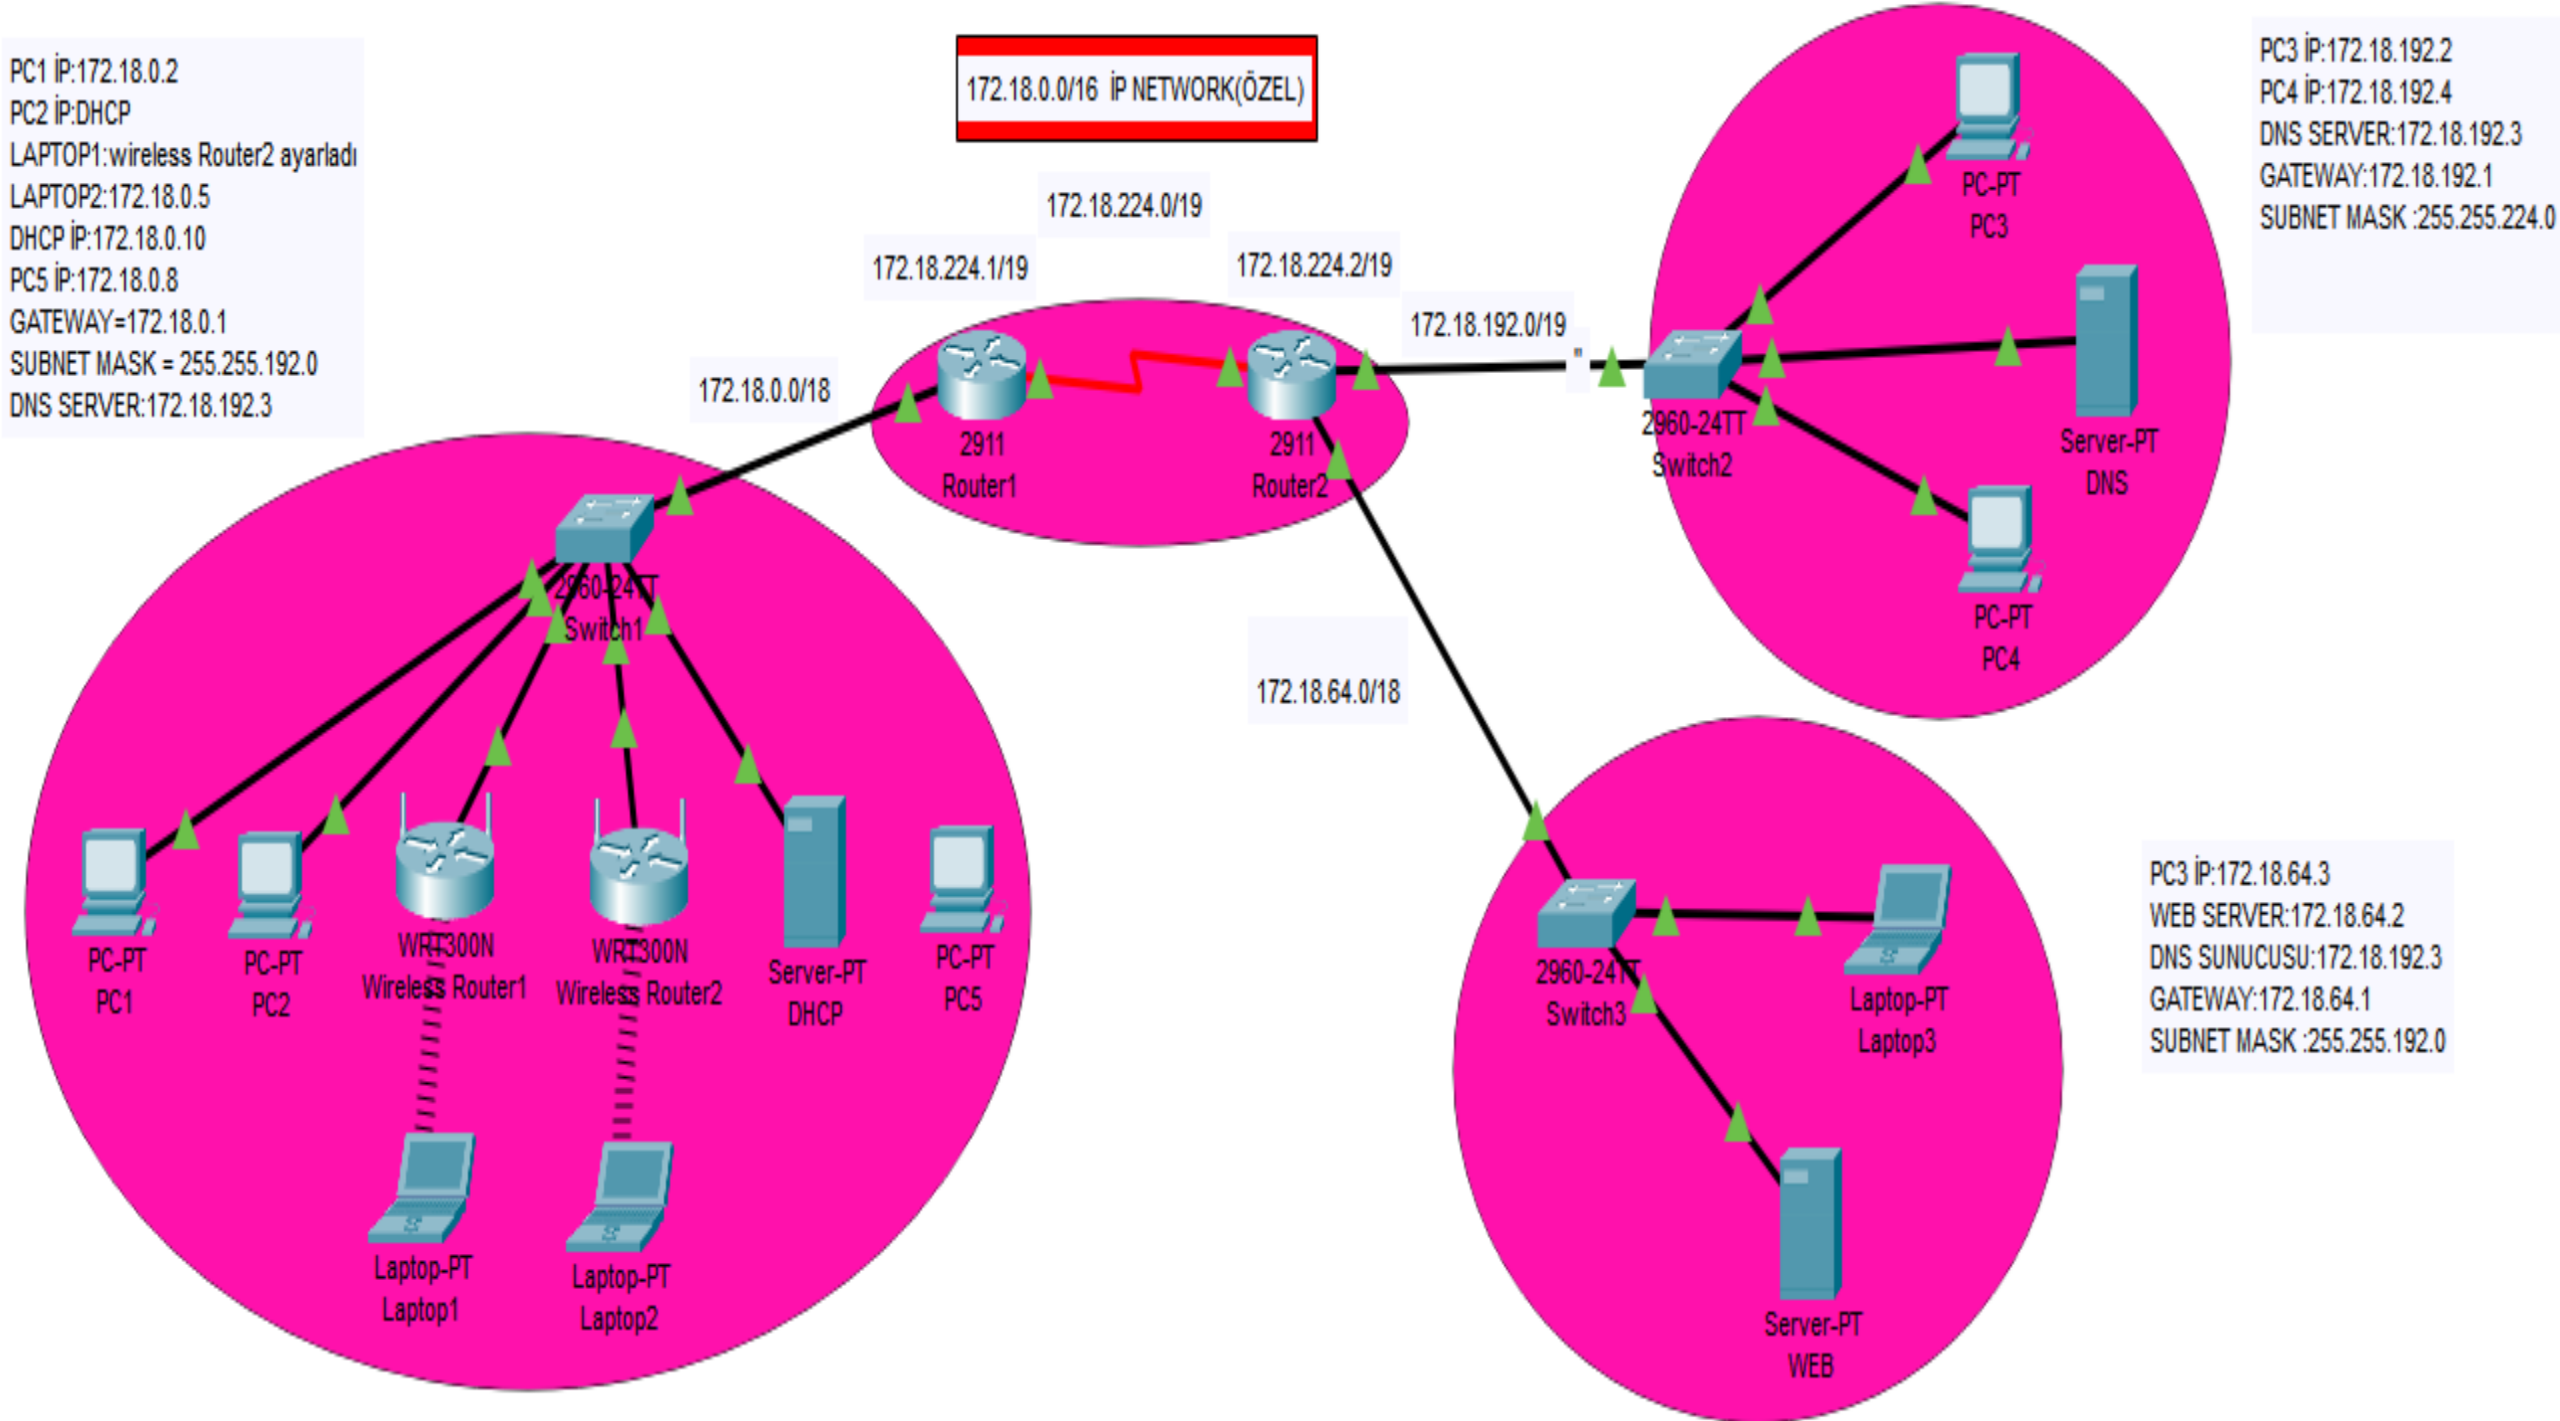 PC1 İP:172.18.0.2
PC2 İP:DHCP
LAPTOP1:wireless Router2 ayarladı
LAPTOP2:172.18.0.5
DHCP İP:172.18.0.10
PC5 İP:172.18.0.8
GATEWAY=172.18.0.1
SUBNET MASK = 255.255.192.0
DNS SERVER:172.18.192.3
172.18.0.0/16 İP NETWORK(ÖZEL)
172.18.224.0/19
172.18.224.1/19
172.18.224.2/19
172.18.192.0/19
"
172.18.0.0/18
172.18.64.0/18
2911
Router1
2911
Router2
PC3 İP:172.18.192.2
PC4 İP:172.18.192.4
DNS SERVER:172.18.192.3
GATEWAY:172.18.192.1
SUBNET MASK :255.255.224.0
PC-PT
PC3
2960-24TT
Switch2
Server-PT
DNS
PC-PT
PC4
2960-24TT
Switch1
PC-PT
PC1
PC-PT
PC2
WRT300N
Wireless Router1
WRT300N
Wireless Router2
Server-PT
DHCP
PC-PT
PC5
Laptop-PT
Laptop1
Laptop-PT
Laptop2
2960-24TT
Switch3
Laptop-PT
Laptop3
Server-PT
WEB
PC3 İP:172.18.64.3
WEB SERVER:172.18.64.2
DNS SUNUCUSU:172.18.192.3
GATEWAY:172.18.64.1
SUBNET MASK :255.255.192.0